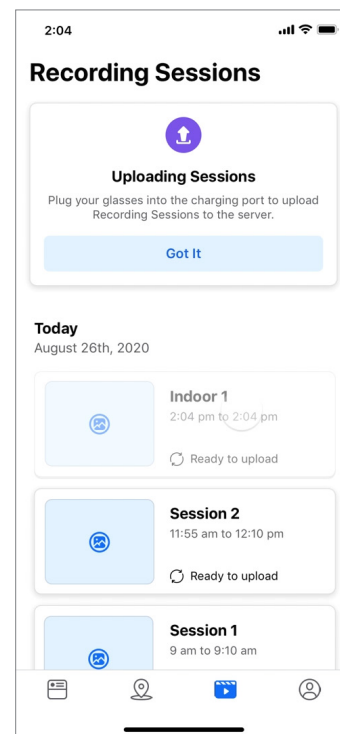 2:04
Recording Sessions
Uploading Sessions
Plug your glasses into the charging port to upload
Recording Sessions to the server.
Got It
Today
August 26th, 2020
Indoor 1
2:04 pm to 2:04 pm
Ready to upload
Session 2
11:55 am to 12:10 pm
Ready to upload
Session 1
9 am to 9:10 am